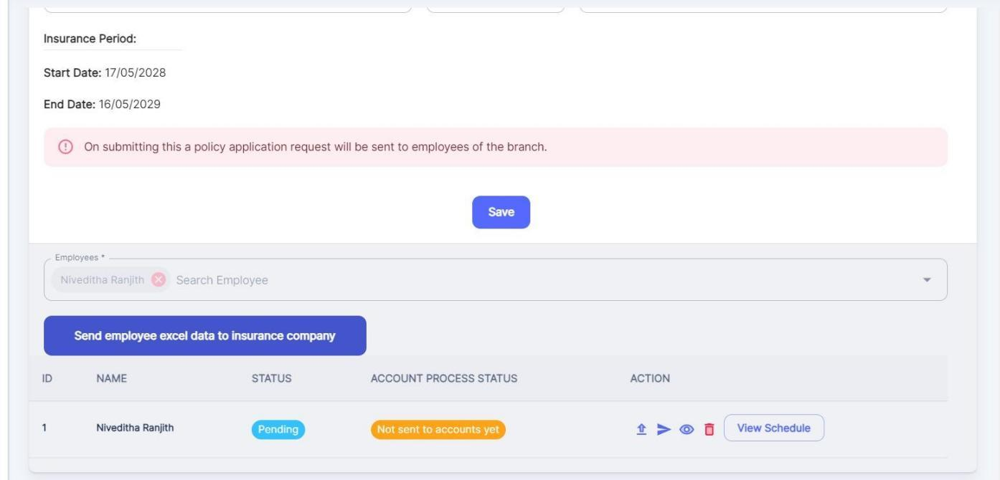 Insurance Period:
Start Date: 17/05/2028
End Date: 16/05/2029
On submitting this a policy application request will be sent to employees of the branch.
Save
Employees *
Niveditha Ranjith Search Employee
Send employee excel data to insurance company
ID NAME STATUS ACCOUNT PROCESS STATUS ACTION
1 Niveditha Ranjith Pending Not sent to accounts yet View Schedule